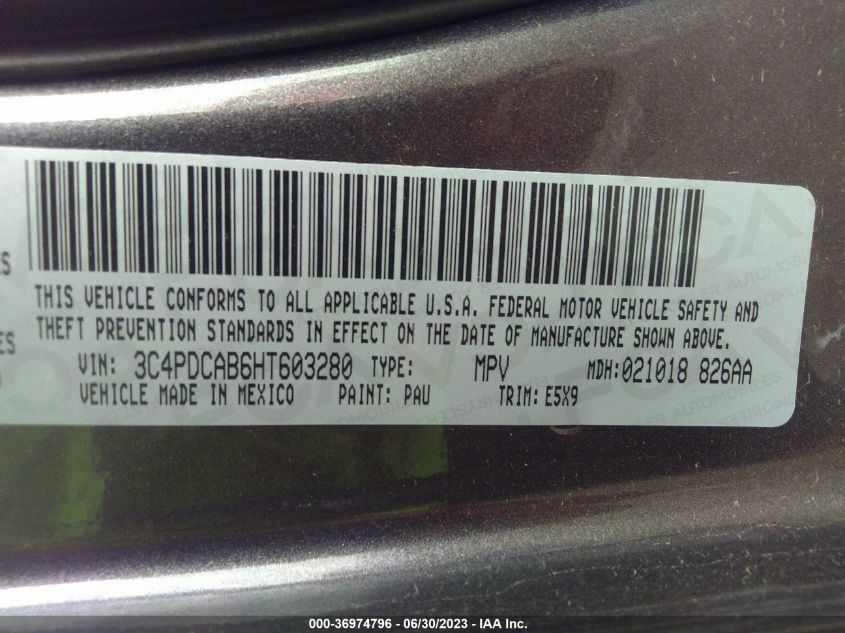 ES
THIS VEHICLE CONFORMS TO ALL APPLICABLE U.S.A. FEDERAL MOTOR VEHICLE SAFETY AND
THEFT PREVENTION STANDARDS IN EFFECT ON THE DATE OF MANUFACTURE SHOWN ABOVE.
ES
VIN: 3C4PDCAB6HT603280 TYPE: MPV MDH:021018 826AA
VEHICLE MADE IN MEXICO PAINT: PAU TRIM: E5X9
000-36974796 - 06/30/2023 - IAA Inc.